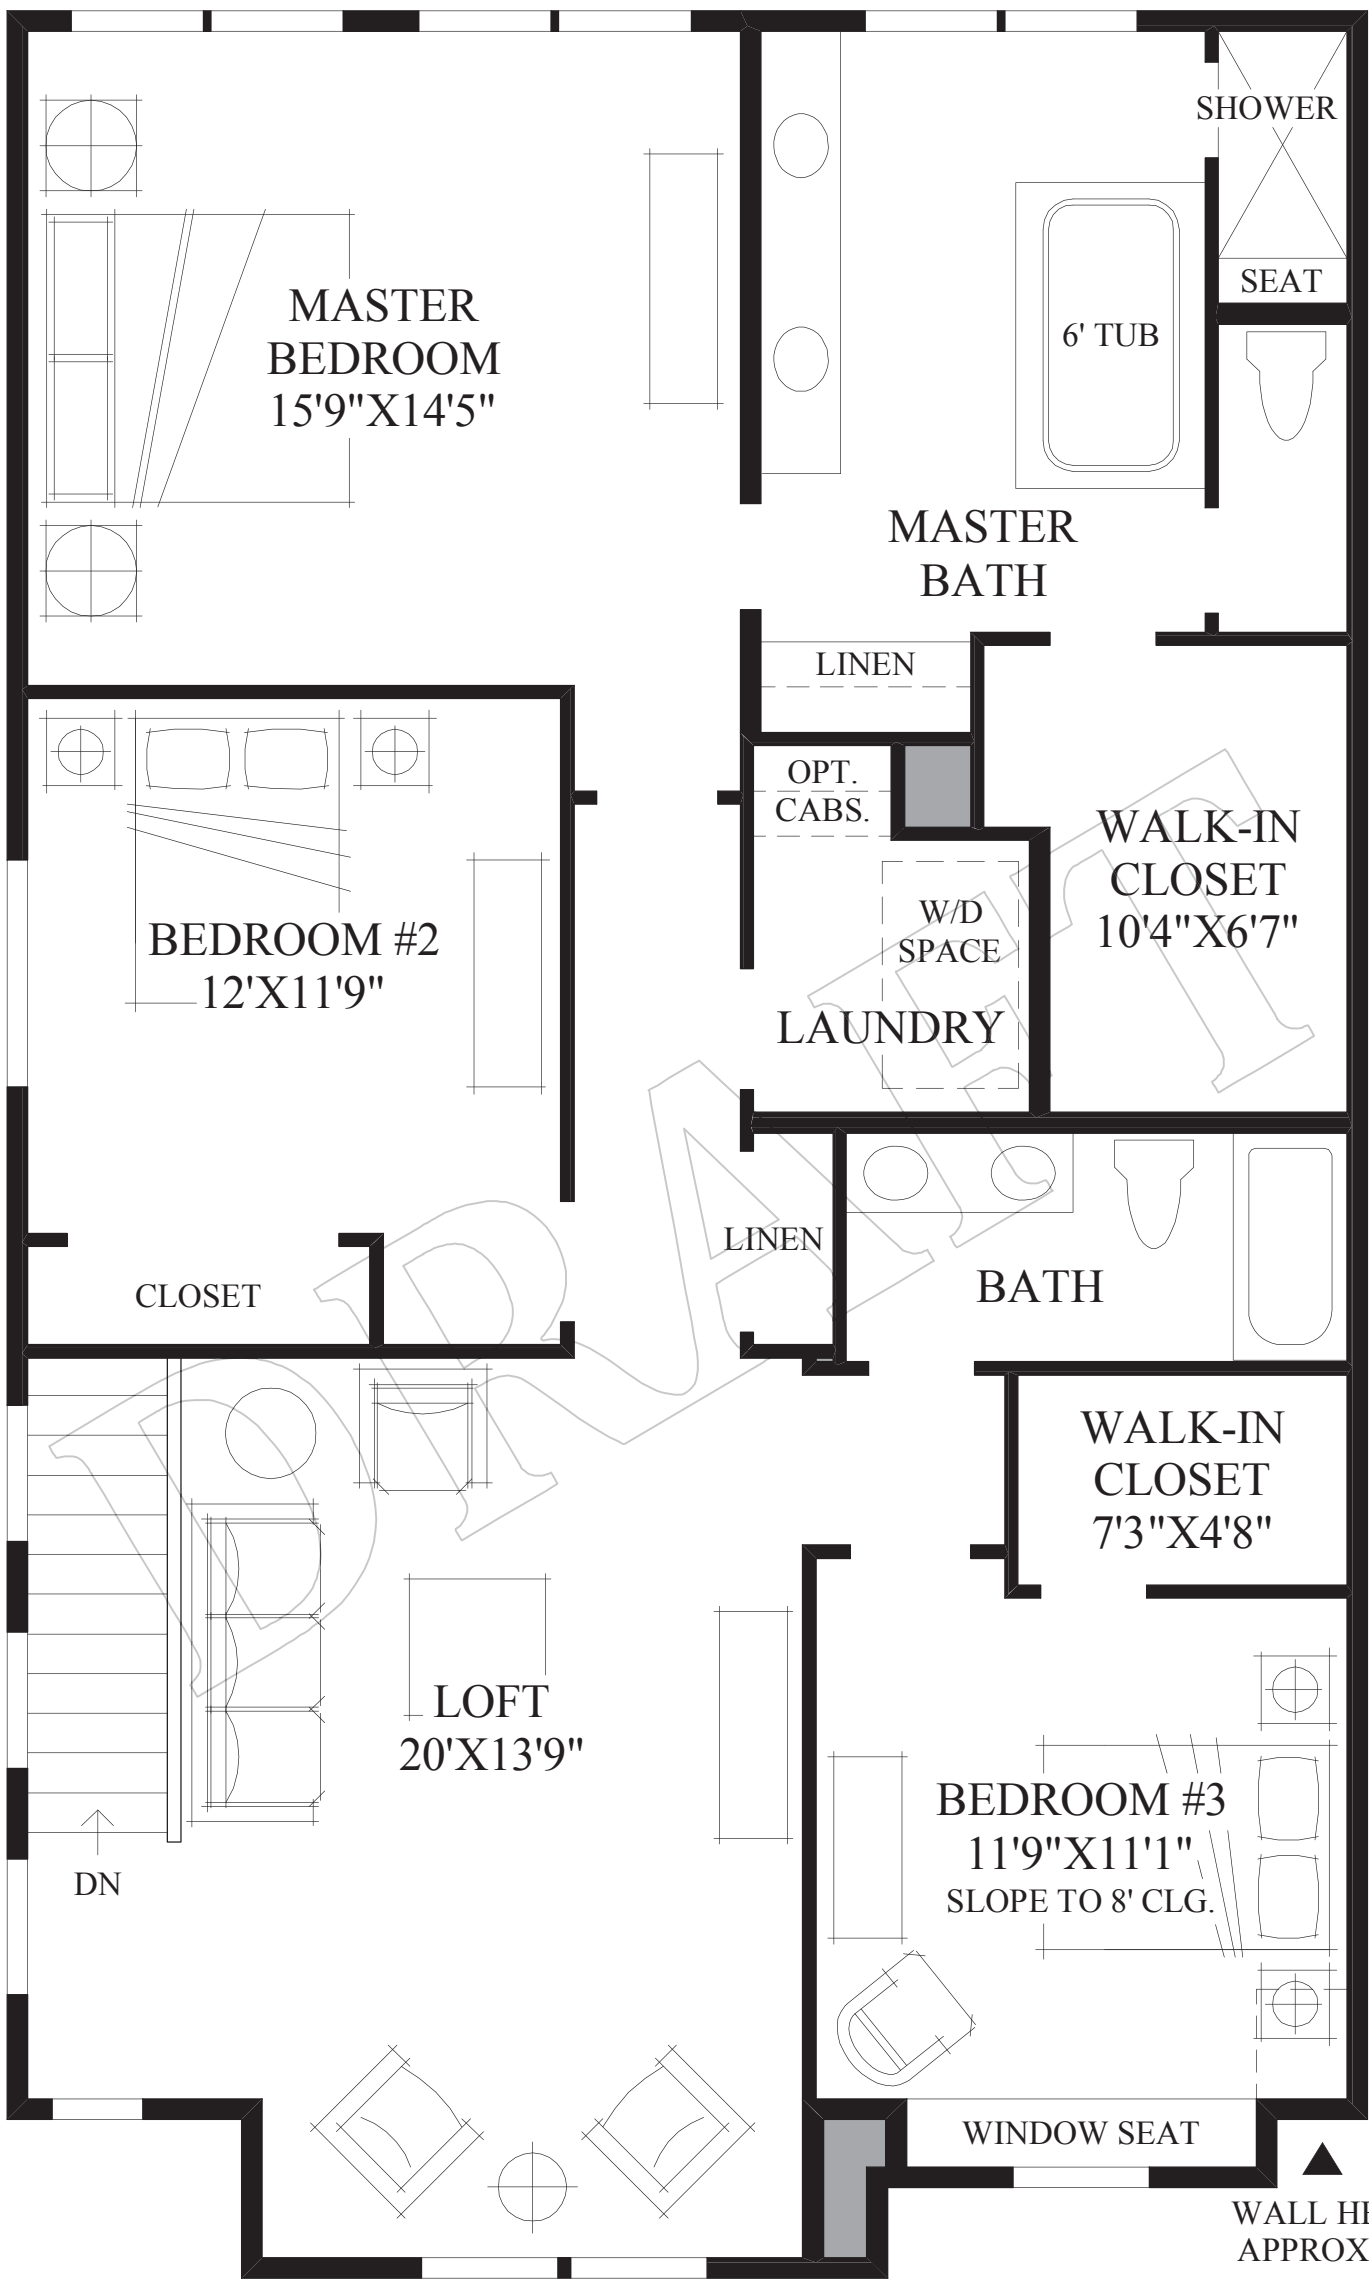 SHOWER
SEAT
MASTER
BEDROOM
15'9"X14'5"
6' TUB
MASTER
BATH
LINEN
OPT.
CABS.
WALK-IN
CLOSET
10'4"X6'7"
W/D
SPACE
BEDROOM #2
12'X11'9"
LAUNDRY
LINEN
BATH
CLOSET
WALK-IN
CLOSET
7'3"X4'8"
LOFT
20'X13'9"
BEDROOM #3
11'9"X11'1"
SLOPE TO 8' CLG.
DN
WINDOW SEAT
WALL
APPROX
DRAFT